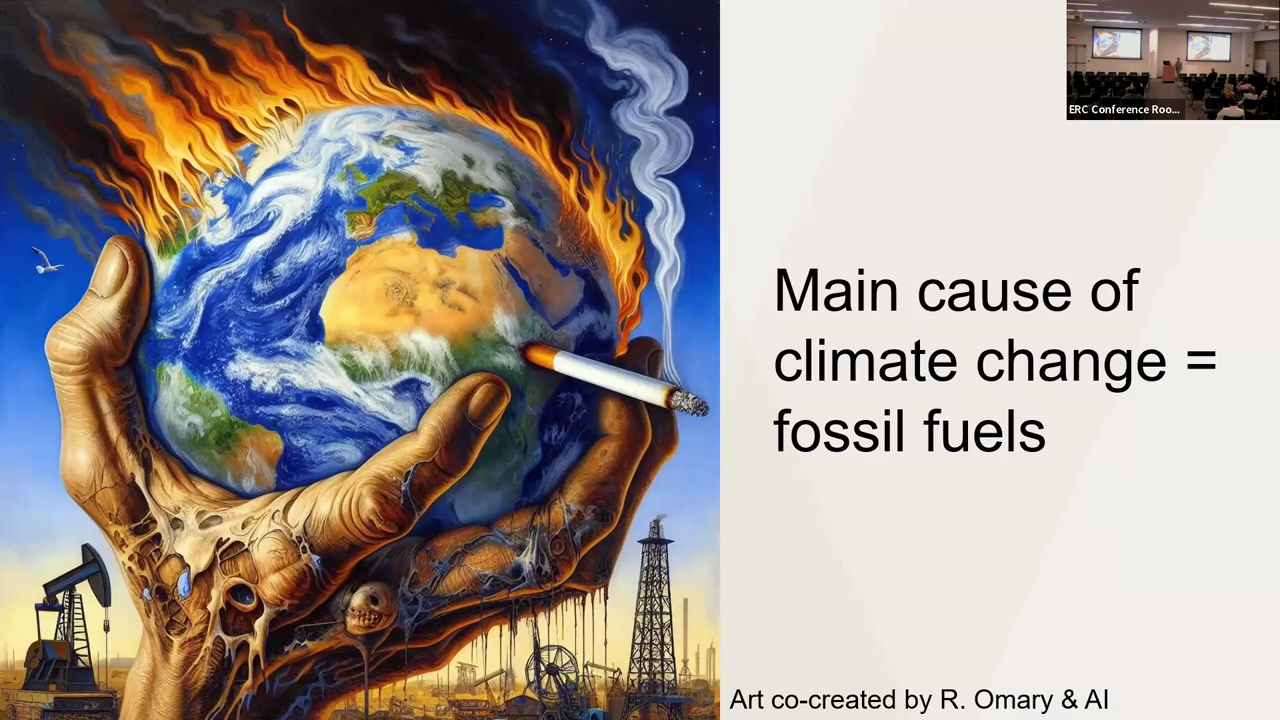 ERC Conference Roo...
Main cause of
climate change =
fossil fuels
Art co-created by R. Omary & AI